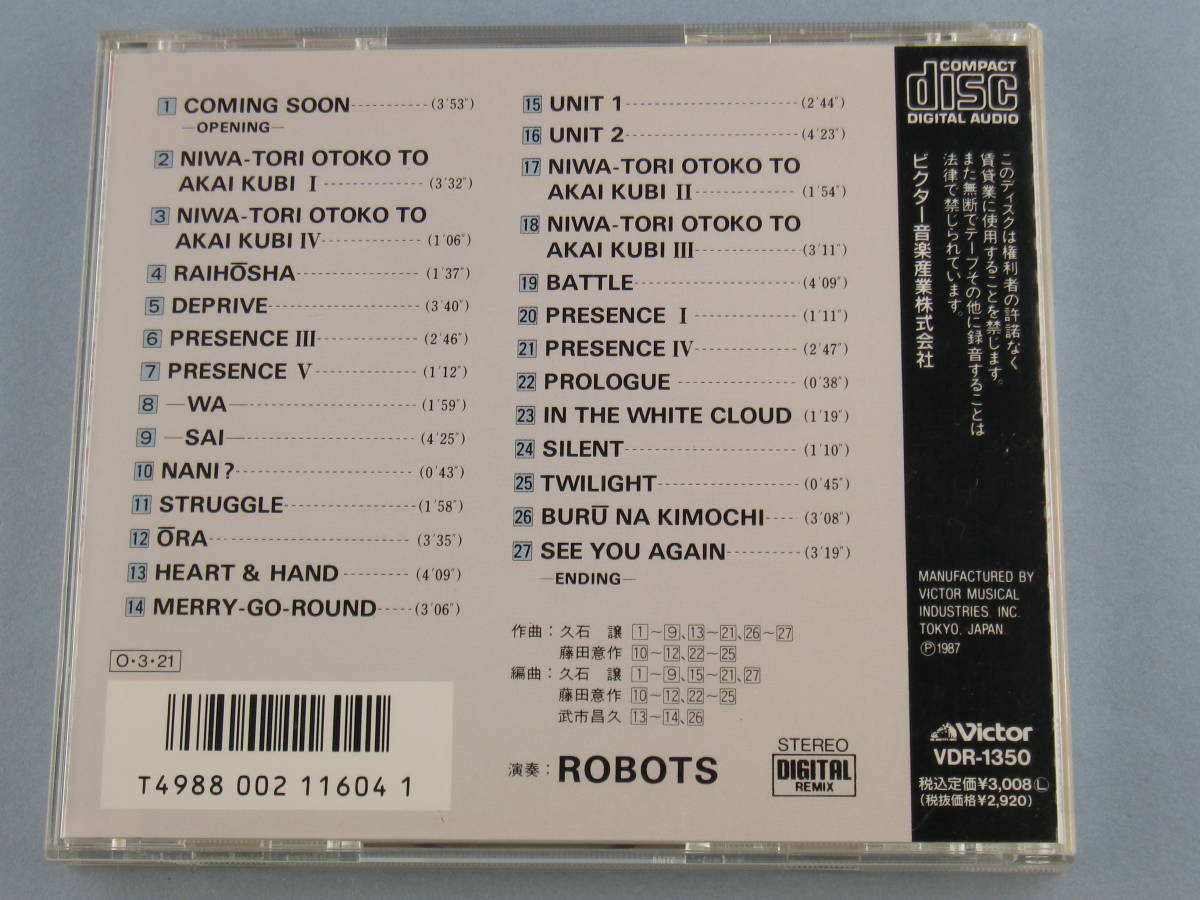 1 COMING SOON (3'53")
—OPENING—
2 NIWA-TORI OTOKO TO
AKAI KUBI I (3'32")
3 NIWA-TORI OTOKO TO
AKAI KUBI IV (1'06")
4 RAIHŌSHA (1'37")
5 DEPRIVE (3'40")
6 PRESENCE III (2'46")
7 PRESENCE V (1'12")
8 —WA— (1'59")
9 —SAI— (4'25")
10 NANI? (0'43")
11 STRUGGLE (1'58")
12 ŌRA (3'35")
13 HEART & HAND (4'09")
14 MERRY-GO-ROUND (3'06")
15 UNIT 1 (2'44")
16 UNIT 2 (4'23")
17 NIWA-TORI OTOKO TO
AKAI KUBI II (1'54")
18 NIWA-TORI OTOKO TO
AKAI KUBI III (3'11")
19 BATTLE (4'09")
20 PRESENCE I (1'11")
21 PRESENCE IV (2'47")
22 PROLOGUE (0'38")
23 IN THE WHITE CLOUD (1'19")
24 SILENT (1'10")
25 TWILIGHT (0'45")
26 BURŪ NA KIMOCHI (3'08")
27 SEE YOU AGAIN (3'19")
—ENDING—
作曲：久石 譲 1〜9、13〜21、26〜27
藤田意作 10〜12、22〜25
編曲：久石 譲 1〜9、15〜21、27
藤田意作 10〜12、22〜25
武市昌久 13〜14、26
演奏：ROBOTS
STEREO
DIGITAL
REMIX
O・3・21
T4988 002 11604 1
COMPACT
disc
DIGITAL AUDIO
このディスクは権利者の許諾なく
賃貸業に使用することを禁じます。
また無断でテープその他に録音することは
法律で禁じられています。
ビクター音楽産業株式会社
MANUFACTURED BY
VICTOR MUSICAL
INDUSTRIES, INC.
TOKYO, JAPAN
Ⓟ1987
Victor
VDR-1350
税込定価¥3,008Ⓛ
(税抜価格¥2,920)